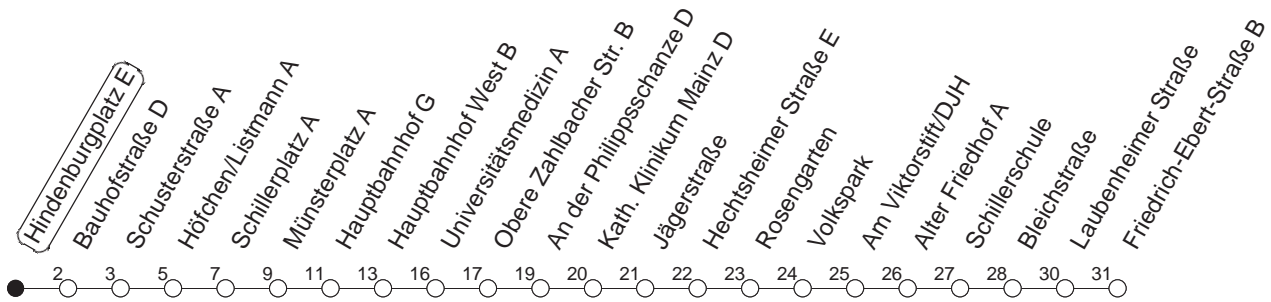 Hindenburgplatz E
Bauhofstraße D
Schusterstraße A
Höfchen/Listmann A
Schillerplatz A
Münsterplatz A
Hauptbahnhof G
Hauptbahnhof West B
Universitätsmedizin A
Obere Zahlbacher Str. B
An der Philippsschanze D
Kath. Klinikum Mainz D
Jägerstraße
Hechtsheimer Straße E
Rosengarten
Volkspark
Am Viktorstift/DJH
Alter Friedhof A
Schillerschule
Bleichstraße
Laubenheimer Straße
Friedrich-Ebert-Straße B
2 3 5 7 9 11 13 16 17 19 20 21 22 23 24 25 26 27 28 30 31